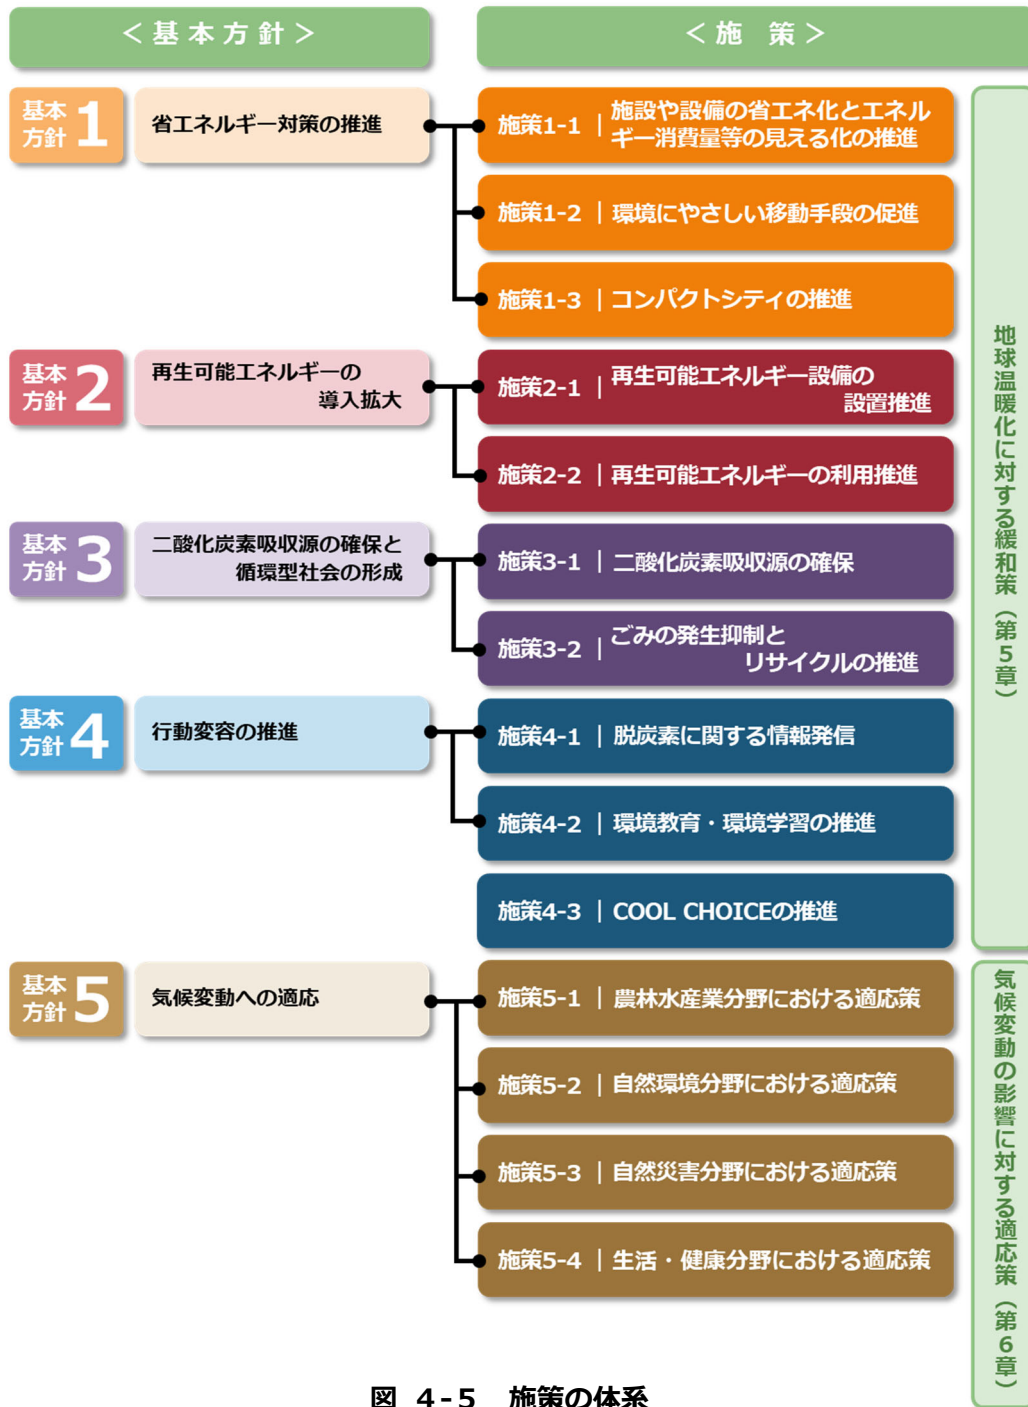 ＜基本方針＞
＜施　策＞
基本方針 1
省エネルギー対策の推進
施策1-1｜施設や設備の省エネ化とエネル
ギー消費量等の見える化の推進
施策1-2｜環境にやさしい移動手段の促進
施策1-3｜コンパクトシティの推進
基本方針 2
再生可能エネルギーの
導入拡大
施策2-1｜再生可能エネルギー設備の
設置推進
施策2-2｜再生可能エネルギーの利用推進
基本方針 3
二酸化炭素吸収源の確保と
循環型社会の形成
施策3-1｜二酸化炭素吸収源の確保
施策3-2｜ごみの発生抑制と
リサイクルの推進
基本方針 4
行動変容の推進
施策4-1｜脱炭素に関する情報発信
施策4-2｜環境教育・環境学習の推進
施策4-3｜COOL CHOICEの推進
地球温暖化に対する緩和策（第5章）
基本方針 5
気候変動への適応
施策5-1｜農林水産業分野における適応策
施策5-2｜自然環境分野における適応策
施策5-3｜自然災害分野における適応策
施策5-4｜生活・健康分野における適応策
気候変動の影響に対する適応策（第6章）
図 4-5　施策の体系